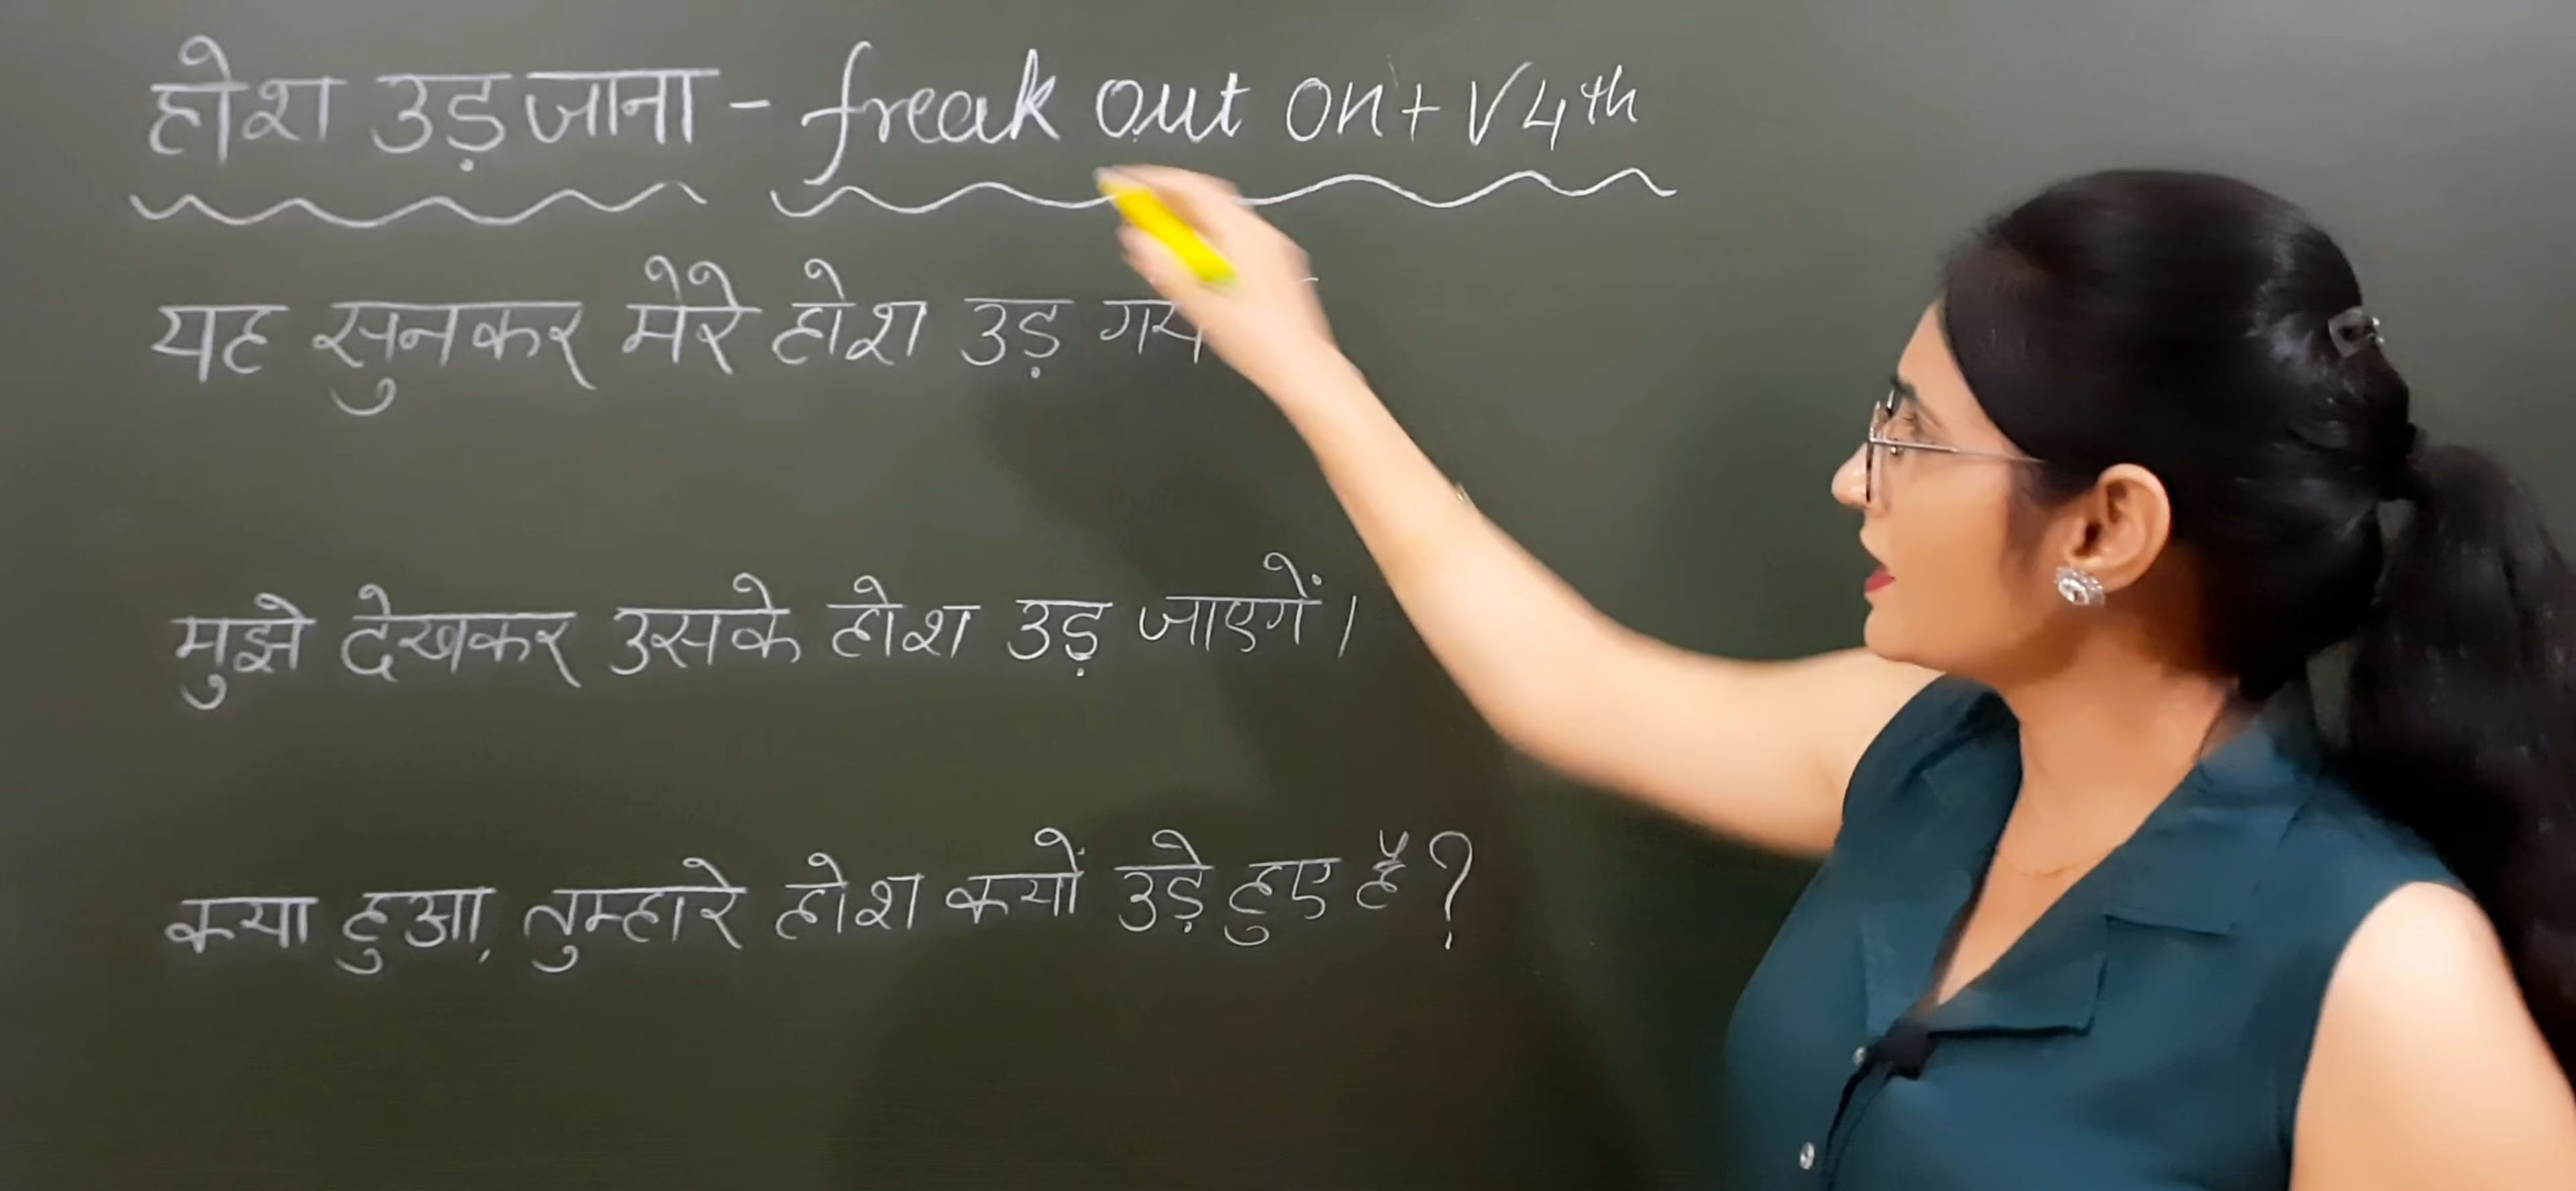 होश उड़ जाना - freak out on + V4th
यह सुनकर मेरे होश उड़
मुझे देखकर उसके होश उड़ जाएगें।
क्या हुआ, तुम्हारे होश क्यों उड़े हुए है?